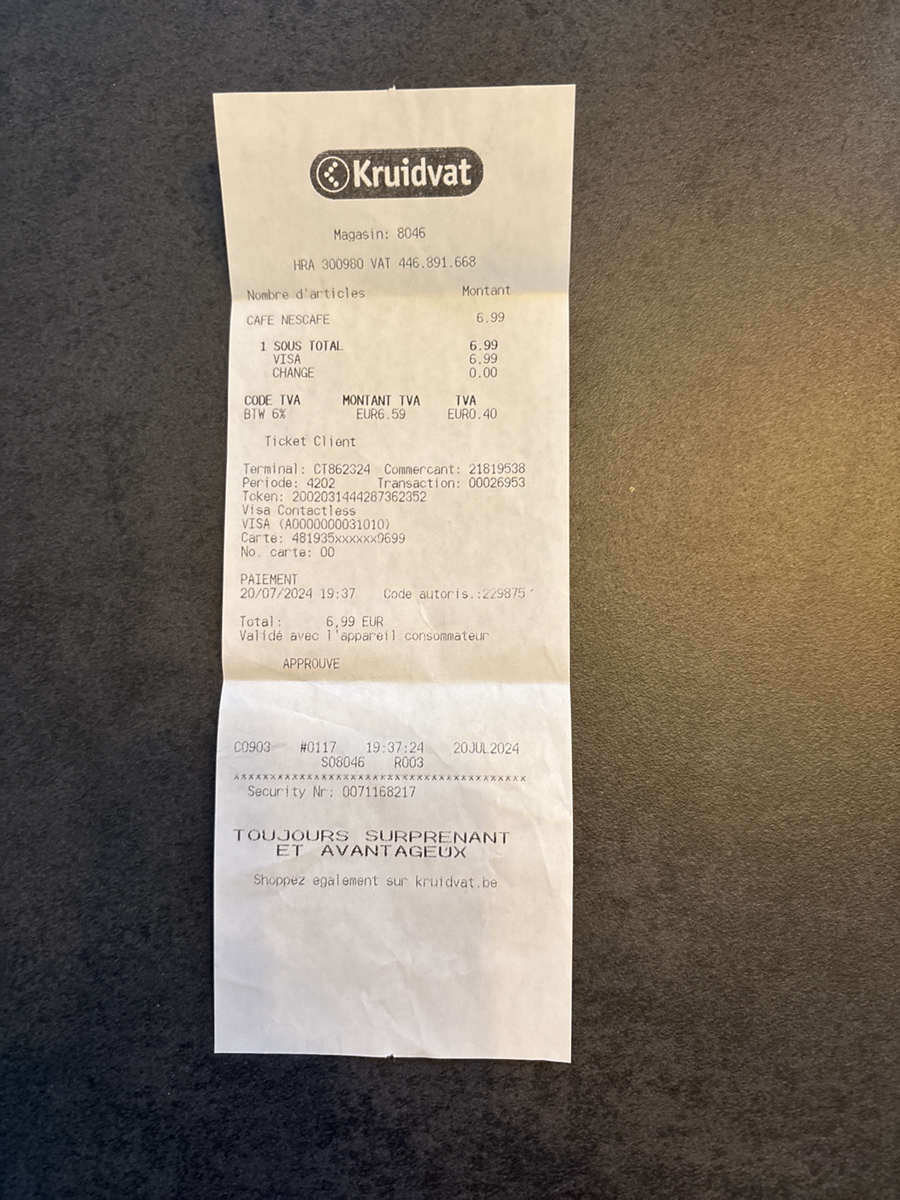 Kruidvat
Magasin: 8046
HRA 300980 VAT 446.891.668
Nombre d'articles Montant
CAFE NESCAFE 6.99
1 SOUS TOTAL 6.99
VISA 6.99
CHANGE 0.00
CODE TVA MONTANT TVA TVA
BTW 6% EUR6.59 EUR0.40
Ticket Client
Terminal: CT862324 Commercant: 21819538
Periode: 4202 Transaction: 00026953
Token: 2002031444287362352
Visa Contactless
VISA (A0000000031010)
Carte: 481935xxxxxx9699
No. carte: 00
PAIEMENT
20/07/2024 19:37 Code autoris.:229875
Total: 6,99 EUR
Validé avec l'appareil consommateur
APPROUVE
C0903 #0117 19:37:24 20JUL2024
S08046 R003
****************************************
Security Nr: 0071168217
TOUJOURS SURPRENANT
ET AVANTAGEUX
Shoppez egalement sur kruidvat.be